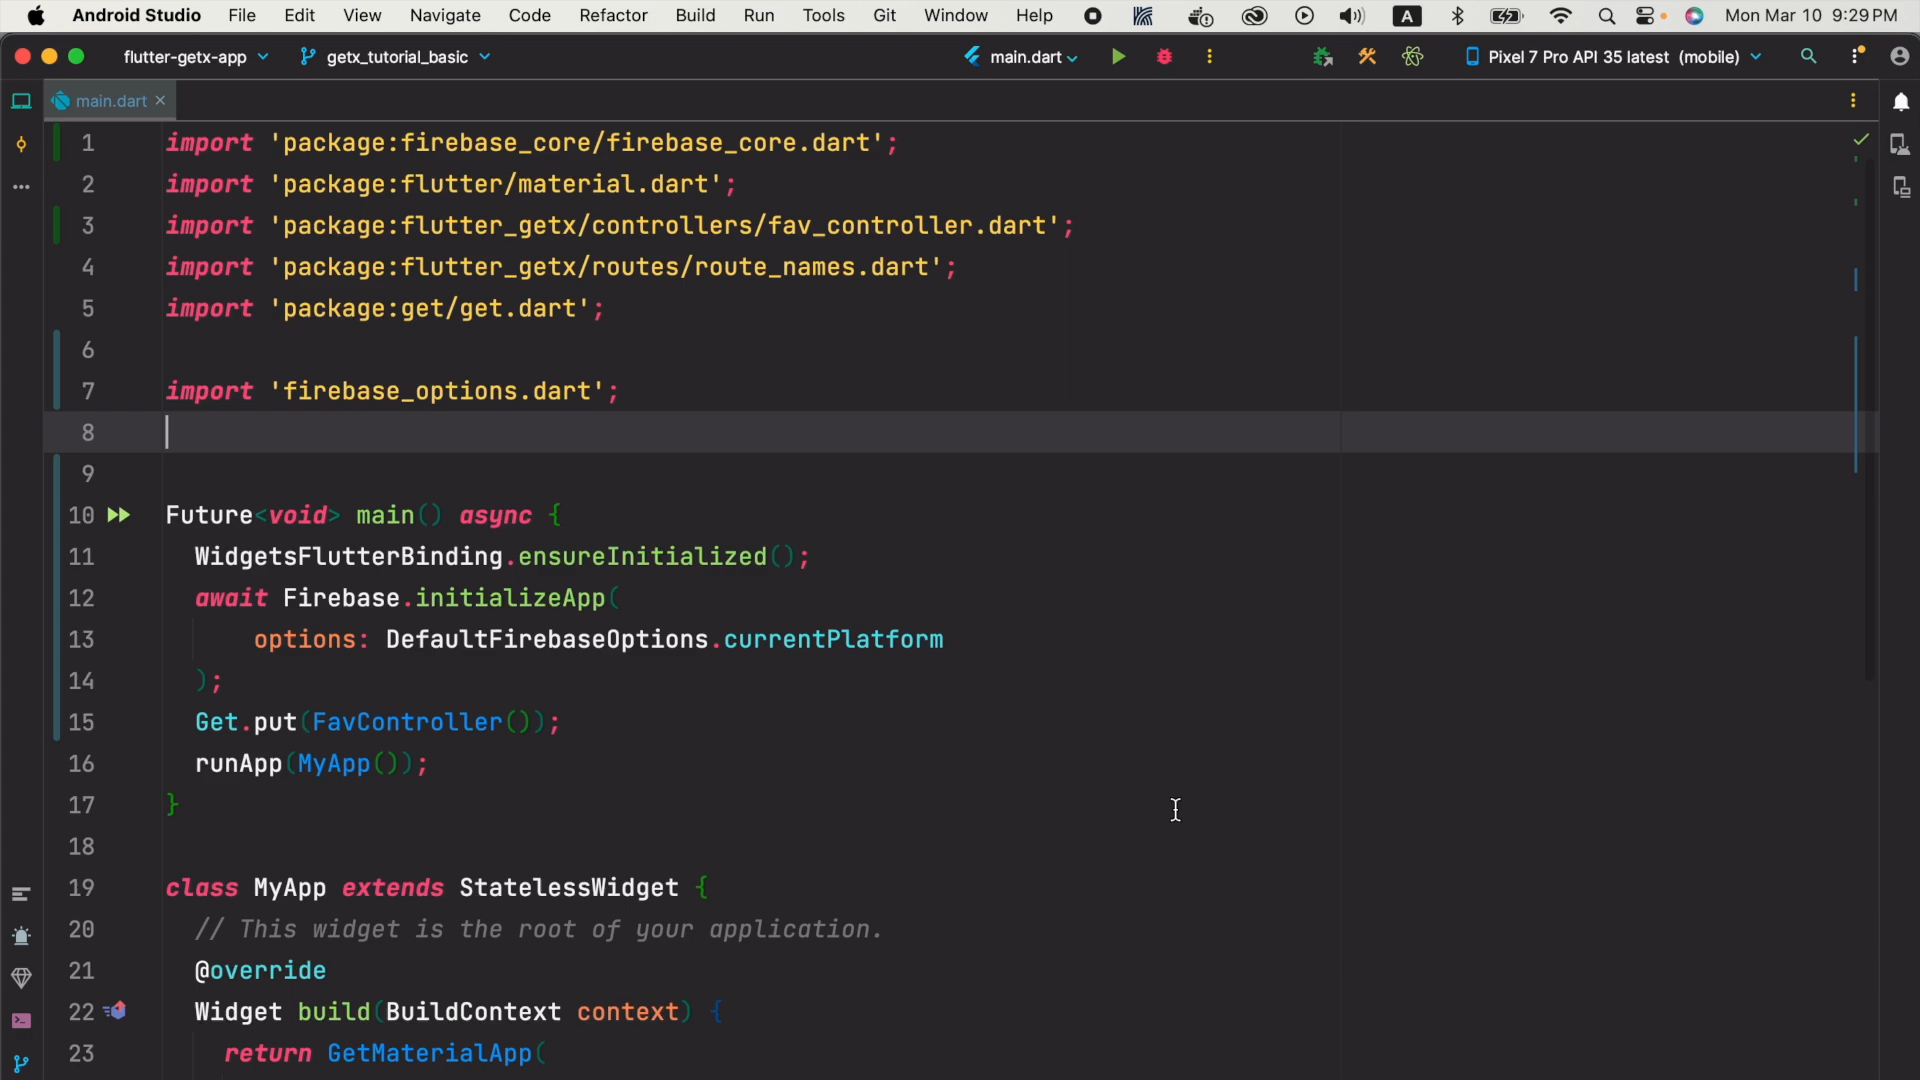 Android Studio File Edit View Navigate Code Refactor Build Run Tools Git Window Help A Mon Mar 10 9:29 PM
flutter-getx-app getx_tutorial_basic main.dart Pixel 7 Pro API 35 latest (mobile)
main.dart
1 import 'package:firebase_core/firebase_core.dart';
2 import 'package:flutter/material.dart';
3 import 'package:flutter_getx/controllers/fav_controller.dart';
4 import 'package:flutter_getx/routes/route_names.dart';
5 import 'package:get/get.dart';
6
7 import 'firebase_options.dart';
8
9
10 Future<void> main() async {
11 WidgetsFlutterBinding.ensureInitialized();
12 await Firebase.initializeApp(
13 options: DefaultFirebaseOptions.currentPlatform
14 );
15 Get.put(FavController());
16 runApp(MyApp());
17 }
18
19 class MyApp extends StatelessWidget {
20 // This widget is the root of your application.
21 @override
22 Widget build(BuildContext context) {
23 return GetMaterialApp(